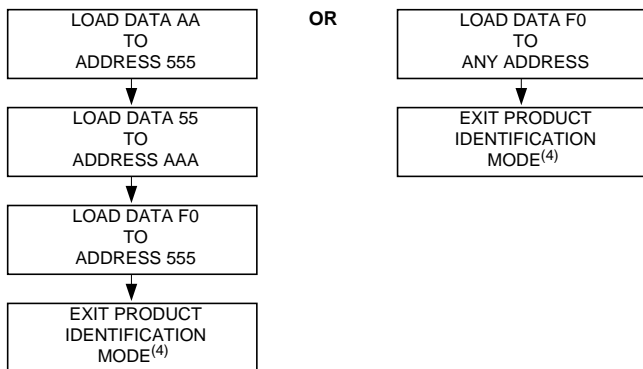 LOAD DATA AA
TO
ADDRESS 555
LOAD DATA 55
TO
ADDRESS AAA
LOAD DATA F0
TO
ADDRESS 555
EXIT PRODUCT
IDENTIFICATION
MODE(4)
OR
LOAD DATA F0
TO
ANY ADDRESS
EXIT PRODUCT
IDENTIFICATION
MODE(4)